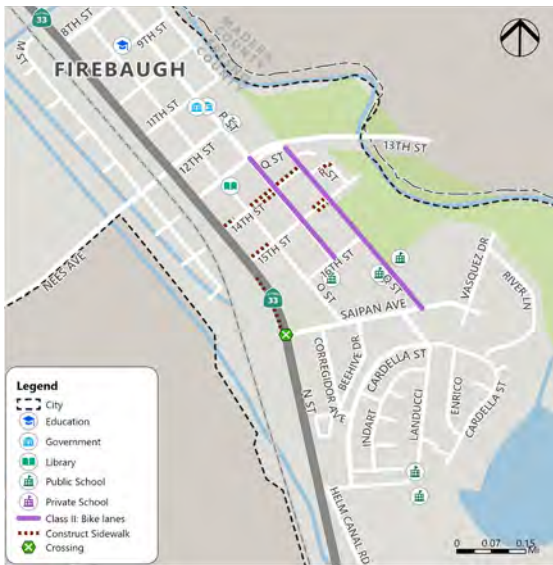 33
8TH ST
9TH ST
M ST
MADERA
COUNTY
COUNTY
FIREBAUGH
11TH ST
P ST
12TH ST
13TH ST
Q ST
R ST
14TH ST
15TH ST
16TH ST
O ST
Q ST
NEES AVE
33
SAIPAN AVE
VASQUEZ DR
RIVER LN
N ST
CORREGIDOR AVE
BEEHIVE DR
CARDELLA ST
INDART
LANDUCCI
ENRICO
CARDELLA ST
HELM CANAL RD
Legend
City
Education
Government
Library
Public School
Private School
Class II: Bike lanes
Construct Sidewalk
Crossing
0 0.07 0.15
Mi